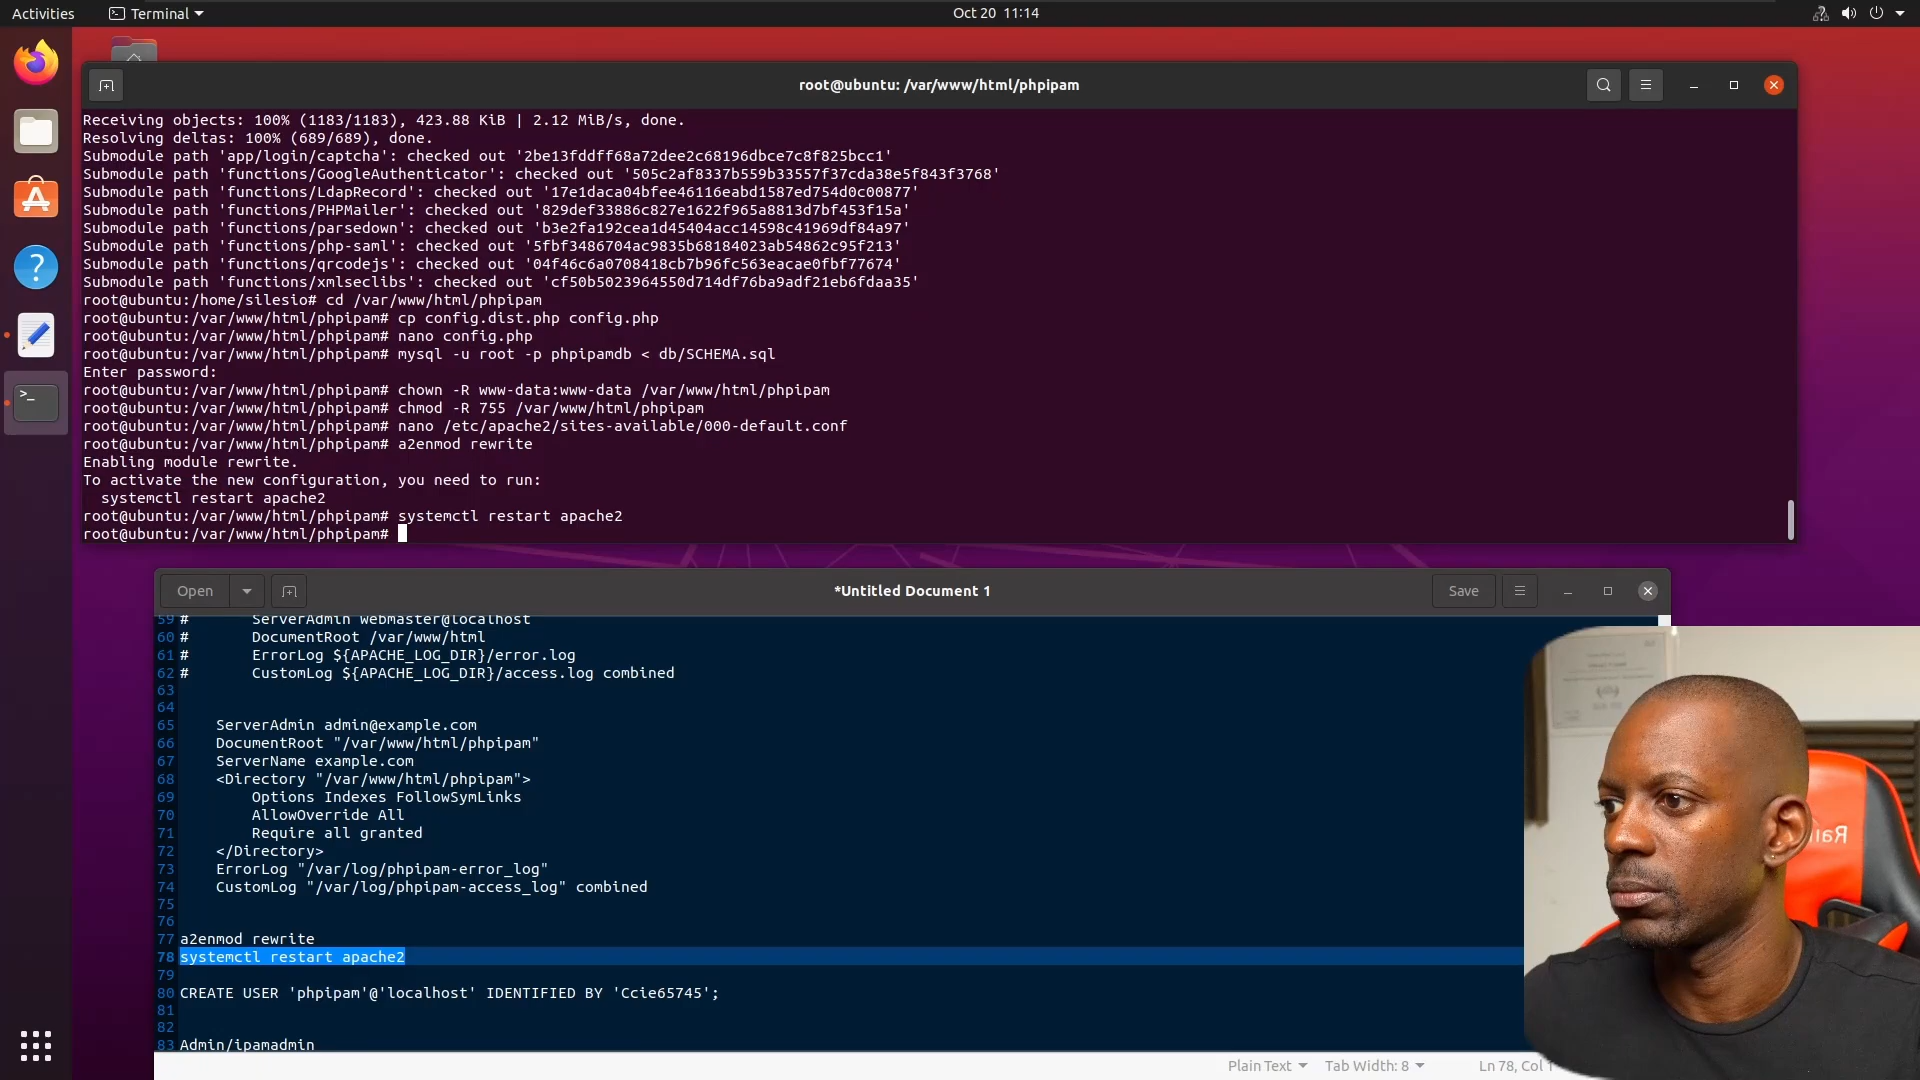 Activities
Terminal
Oct 20 11:14
root@ubuntu: /var/www/html/phpipam
Receiving objects: 100% (1183/1183), 423.88 KiB | 2.12 MiB/s, done.
Resolving deltas: 100% (689/689), done.
Submodule path 'app/login/captcha': checked out '2be13fddff68a72dee2c68196dbce7c8f825bcc1'
Submodule path 'functions/GoogleAuthenticator': checked out '505c2af8337b559b33557f37cda38e5f843f3768'
Submodule path 'functions/LdapRecord': checked out '17e1daca04bfee46116eabd1587ed754d0c00877'
Submodule path 'functions/PHPMailer': checked out '829def33886c827e1622f965a8813d7bf453f15a'
Submodule path 'functions/parsedown': checked out 'b3e2fa192cea1d45404acc14598c41969df84a97'
Submodule path 'functions/php-saml': checked out '5fbf3486704ac9835b68184023ab54862c95f213'
Submodule path 'functions/qrcodejs': checked out '04f46c6a0708418cb7b96fc563eacae0fbf77674'
Submodule path 'functions/xmlseclibs': checked out 'cf50b5023964550d714df76ba9adf21eb6fdaa35'
root@ubuntu:/home/silesio# cd /var/www/html/phpipam
root@ubuntu:/var/www/html/phpipam# cp config.dist.php config.php
root@ubuntu:/var/www/html/phpipam# nano config.php
root@ubuntu:/var/www/html/phpipam# mysql -u root -p phpipamdb < db/SCHEMA.sql
Enter password:
root@ubuntu:/var/www/html/phpipam# chown -R www-data:www-data /var/www/html/phpipam
root@ubuntu:/var/www/html/phpipam# chmod -R 755 /var/www/html/phpipam
root@ubuntu:/var/www/html/phpipam# nano /etc/apache2/sites-available/000-default.conf
root@ubuntu:/var/www/html/phpipam# a2enmod rewrite
Enabling module rewrite.
To activate the new configuration, you need to run:
  systemctl restart apache2
root@ubuntu:/var/www/html/phpipam# systemctl restart apache2
root@ubuntu:/var/www/html/phpipam#
Open
*Untitled Document 1
Save
59 #       ServerAdmin webmaster@localhost
60 #       DocumentRoot /var/www/html
61 #       ErrorLog ${APACHE_LOG_DIR}/error.log
62 #       CustomLog ${APACHE_LOG_DIR}/access.log combined
63
64
65     ServerAdmin admin@example.com
66     DocumentRoot "/var/www/html/phpipam"
67     ServerName example.com
68     <Directory "/var/www/html/phpipam">
69         Options Indexes FollowSymLinks
70         AllowOverride All
71         Require all granted
72     </Directory>
73     ErrorLog "/var/log/phpipam-error_log"
74     CustomLog "/var/log/phpipam-access_log" combined
75
76
77 a2enmod rewrite
78 systemctl restart apache2
79
80 CREATE USER 'phpipam'@'localhost' IDENTIFIED BY 'Ccie65745';
81
82
83 Admin/ipamadmin
Plain Text
Tab Width: 8
Ln 78, Col 1